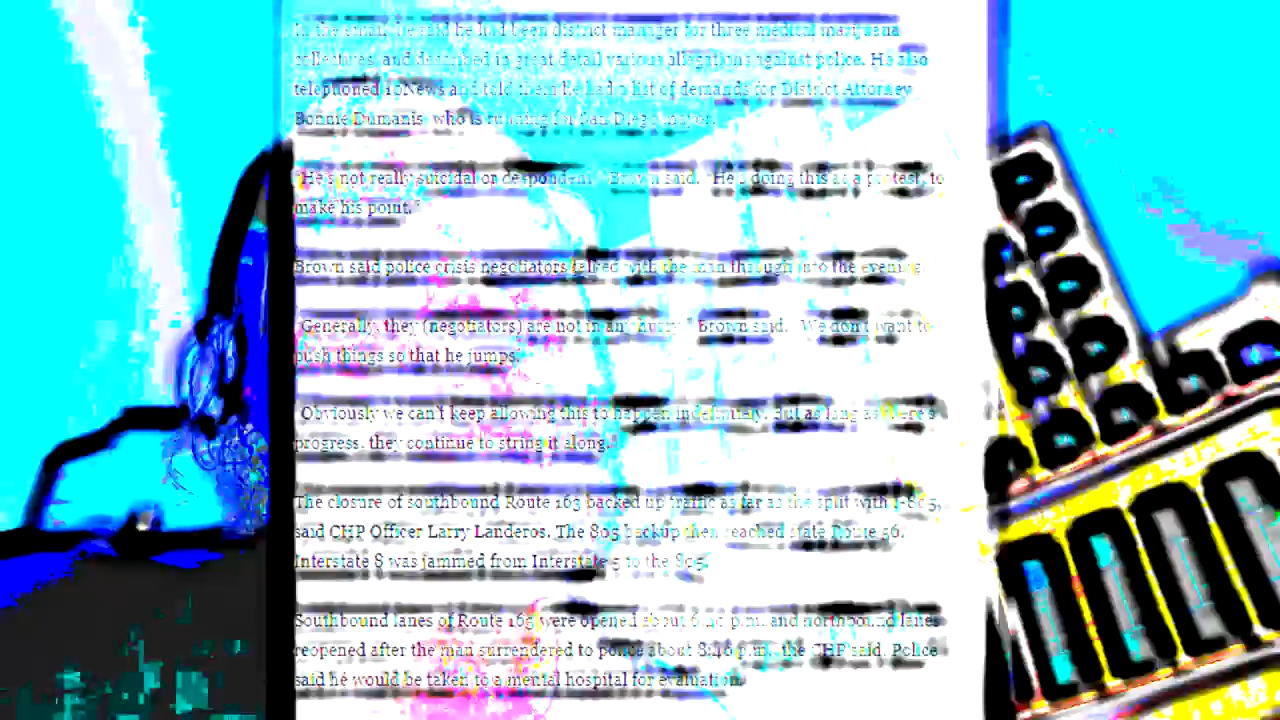 In the email, he said he had been district manager for three medical marijuana
collectives, and described in great detail various allegations against police. He also
telephoned 10News and told them he had a list of demands for District Attorney
Bonnie Dumanis, who is running for San Diego mayor.
"He's not really suicidal or despondent," Brown said. "He's doing this as a protest, to
make his point."
Brown said police crisis negotiators talked with the man through into the evening.
"Generally, they (negotiators) are not in any hurry," Brown said. "We don't want to
push things so that he jumps.
"Obviously we can't keep allowing this to happen indefinitely. But as long as there's
progress, they continue to string it along."
The closure of southbound Route 163 backed up traffic as far as the split with I-805,
said CHP Officer Larry Landeros. The 805 backup then reached state Route 56.
Interstate 8 was jammed from Interstate 5 to the 805.
Southbound lanes of Route 163 were opened about p.m. and northbound lanes
reopened after the man surrendered to police about 8:46 p.m., the CHP said. Police
said he would be taken to a mental hospital for evaluation.